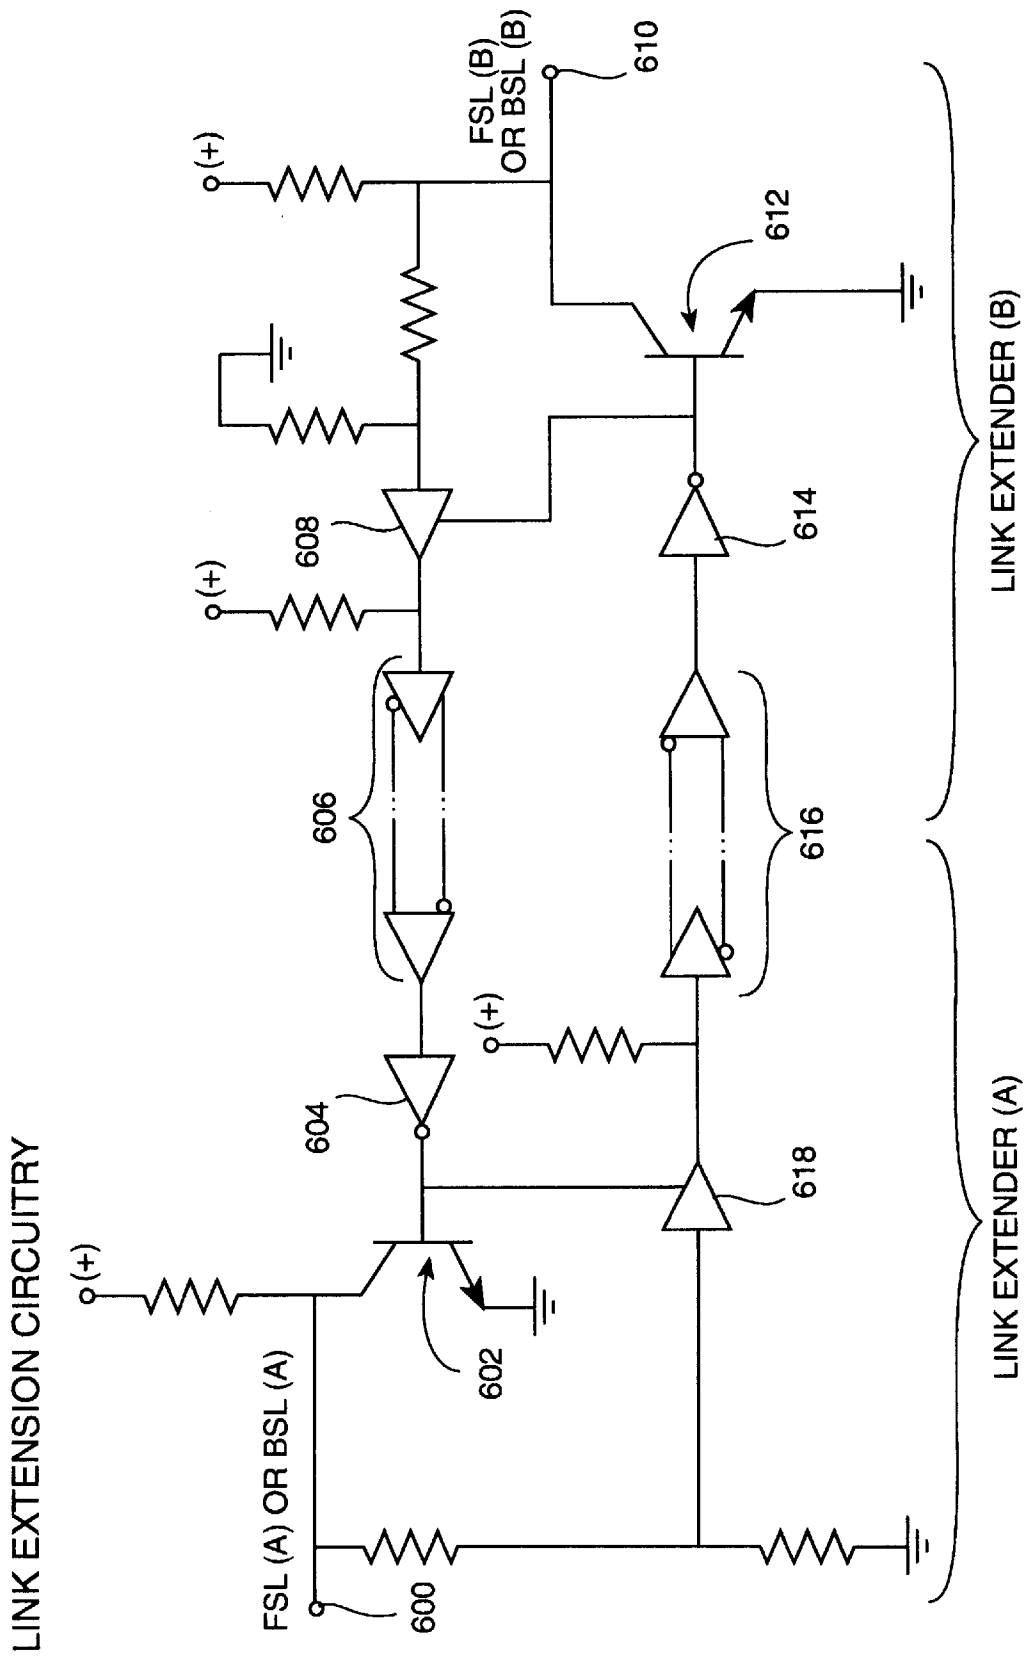 LINK EXTENSION CIRCUITRY
FSL (A) OR BSL (A)
600
(+)
602
604
618
(+)
606
616
(+)
608
614
(+)
612
FSL (B)
OR BSL (B)
610
LINK EXTENDER (A)
LINK EXTENDER (B)